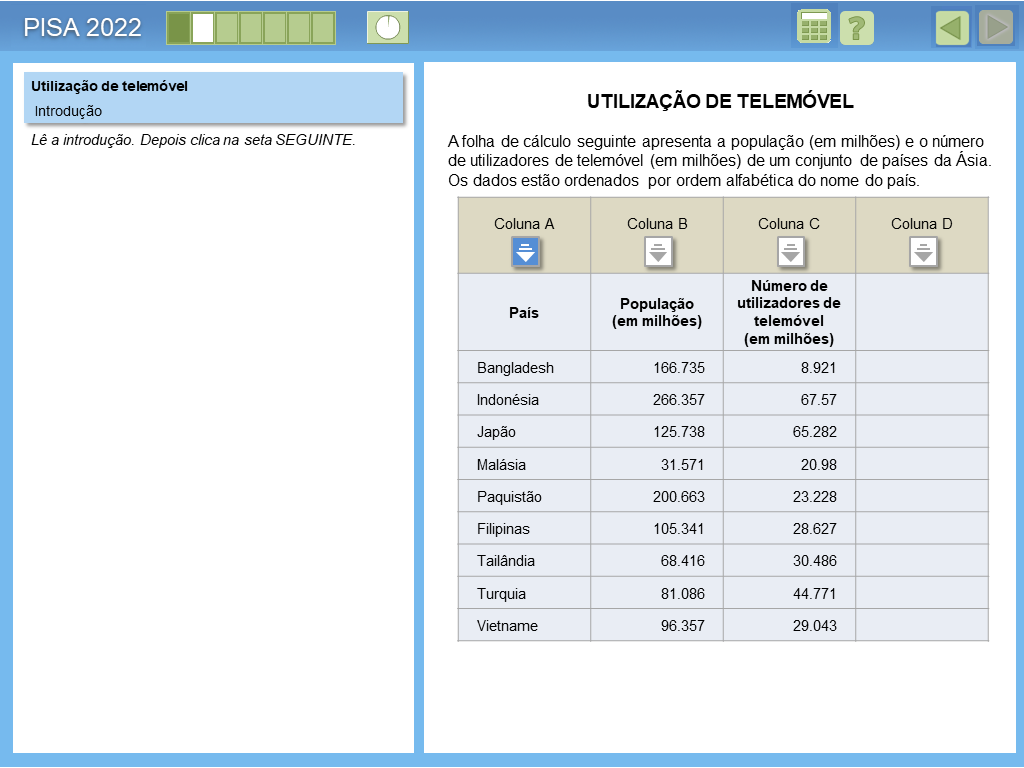 PISA 2022
?
Utilização de telemóvel
Introdução
Lê a introdução. Depois clica na seta SEGUINTE.
UTILIZAÇÃO DE TELEMÓVEL
A folha de cálculo seguinte apresenta a população (em milhões) e o número
de utilizadores de telemóvel (em milhões) de um conjunto de países da Ásia.
Os dados estão ordenados por ordem alfabética do nome do país.
Coluna A Coluna B Coluna C Coluna D
País
População
(em milhões)
Número de
utilizadores de
telemóvel
(em milhões)
Bangladesh 166.735 8.921
Indonésia 266.357 67.57
Japão 125.738 65.282
Malásia 31.571 20.98
Paquistão 200.663 23.228
Filipinas 105.341 28.627
Tailândia 68.416 30.486
Turquia 81.086 44.771
Vietname 96.357 29.043